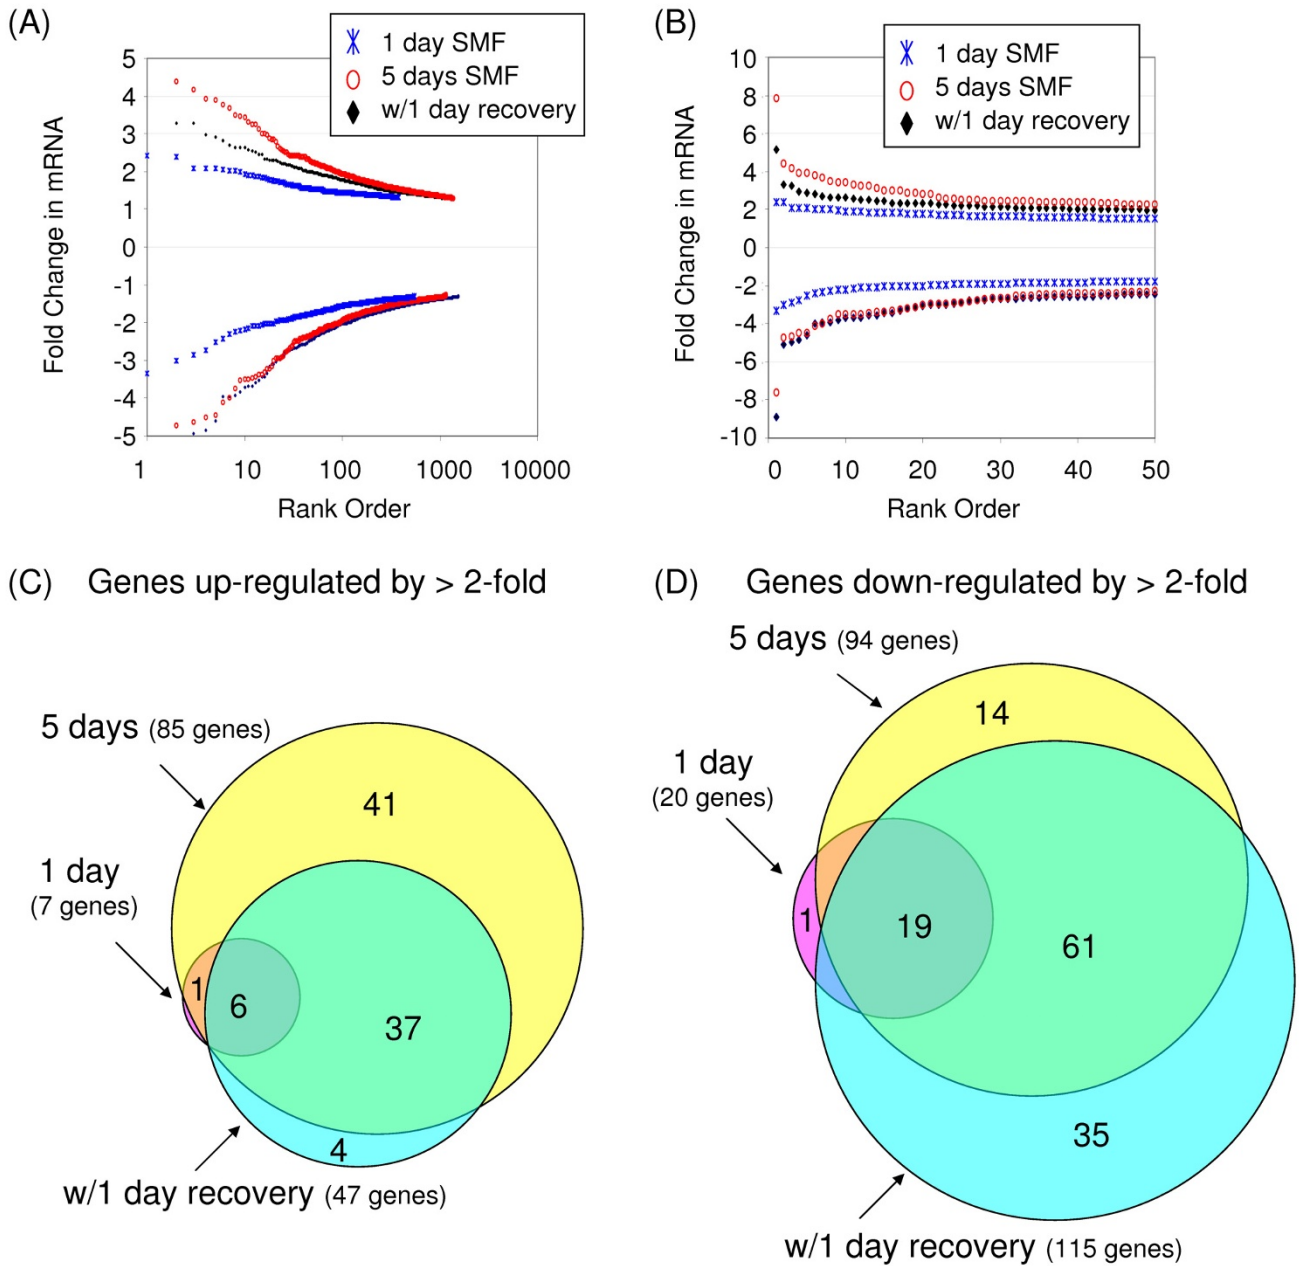 (A)
1 day SMF
5 days SMF
w/1 day recovery
Fold Change in mRNA
5
4
3
2
1
0
-1
-2
-3
-4
-5
1 10 100 1000 10000
Rank Order
(B)
1 day SMF
5 days SMF
w/1 day recovery
Fold Change in mRNA
10
8
6
4
2
0
-2
-4
-6
-8
-10
0 10 20 30 40 50
Rank Order
(C) Genes up-regulated by > 2-fold
5 days (85 genes)
41
1 day
(7 genes)
1
6
37
4
w/1 day recovery (47 genes)
(D) Genes down-regulated by > 2-fold
5 days (94 genes)
14
1 day
(20 genes)
1
19
61
35
w/1 day recovery (115 genes)